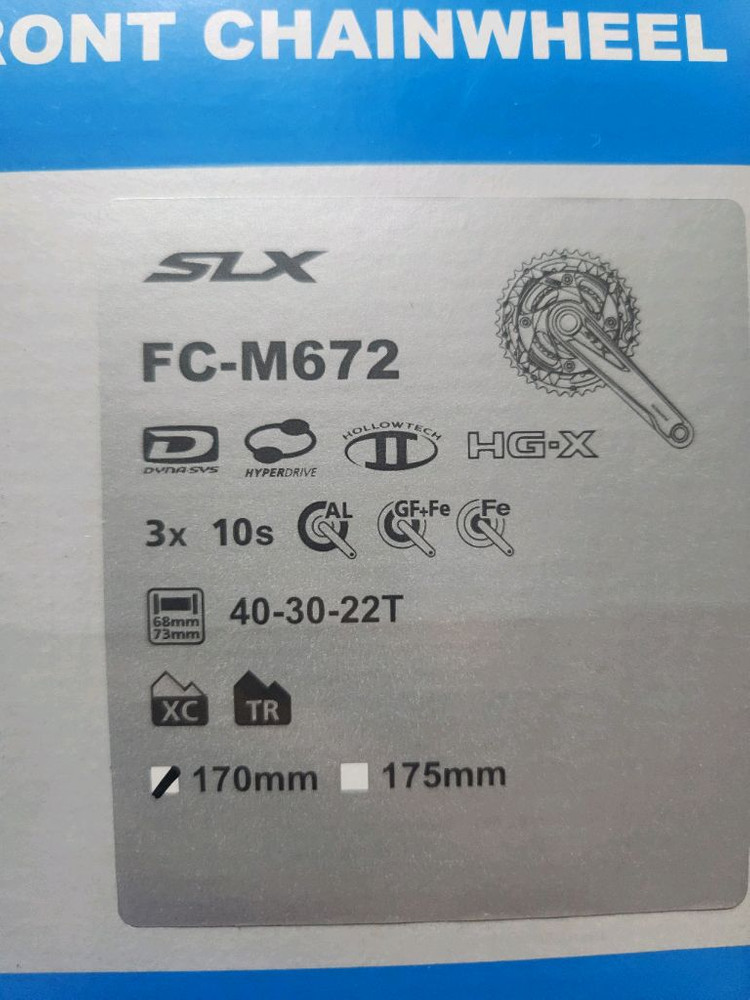 RONT CHAINWHEEL
SLX
FC-M672
DYNA-SYS HYPERDRIVE HOLLOWTECH II HG-X
3x 10s AL GF+Fe Fe
68mm
73mm
40-30-22T
XC TR
170mm 175mm